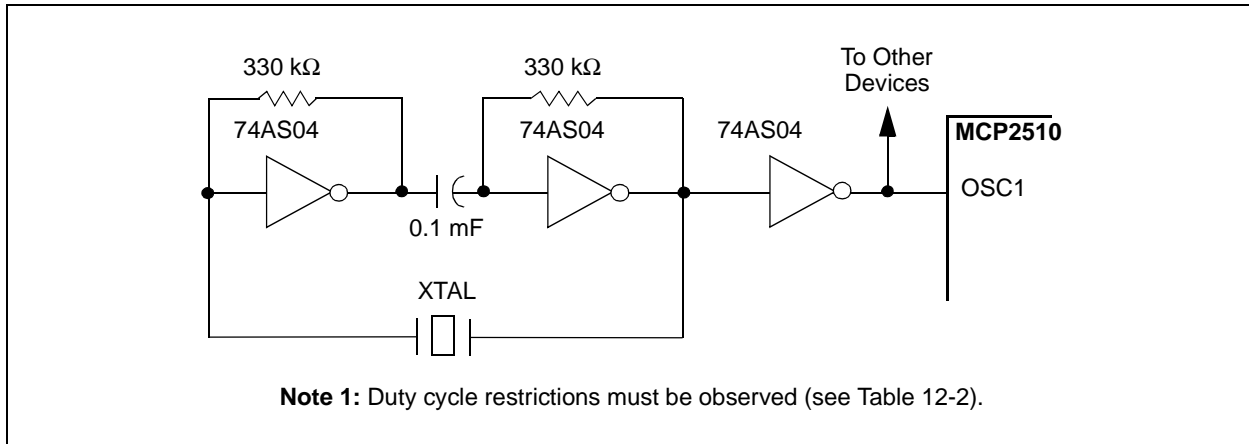 330 kΩ
330 kΩ
To Other
Devices
74AS04
74AS04
74AS04
MCP2510
OSC1
0.1 mF
XTAL
Note 1: Duty cycle restrictions must be observed (see Table 12-2).